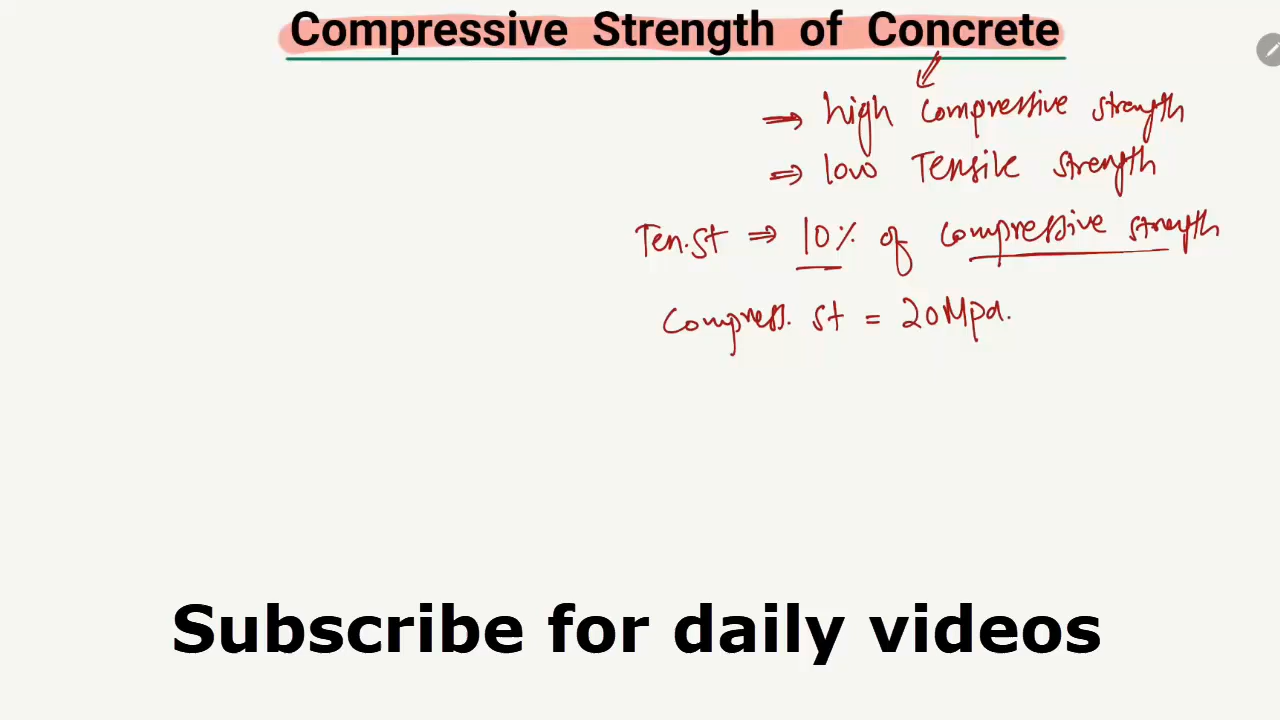 Compressive Strength of Concrete
⇒ high compressive strength
⇒ low Tensile strength
Ten.st ⇒ 10% of compressive strength
Compress. st = 20Mpa.
Subscribe for daily videos